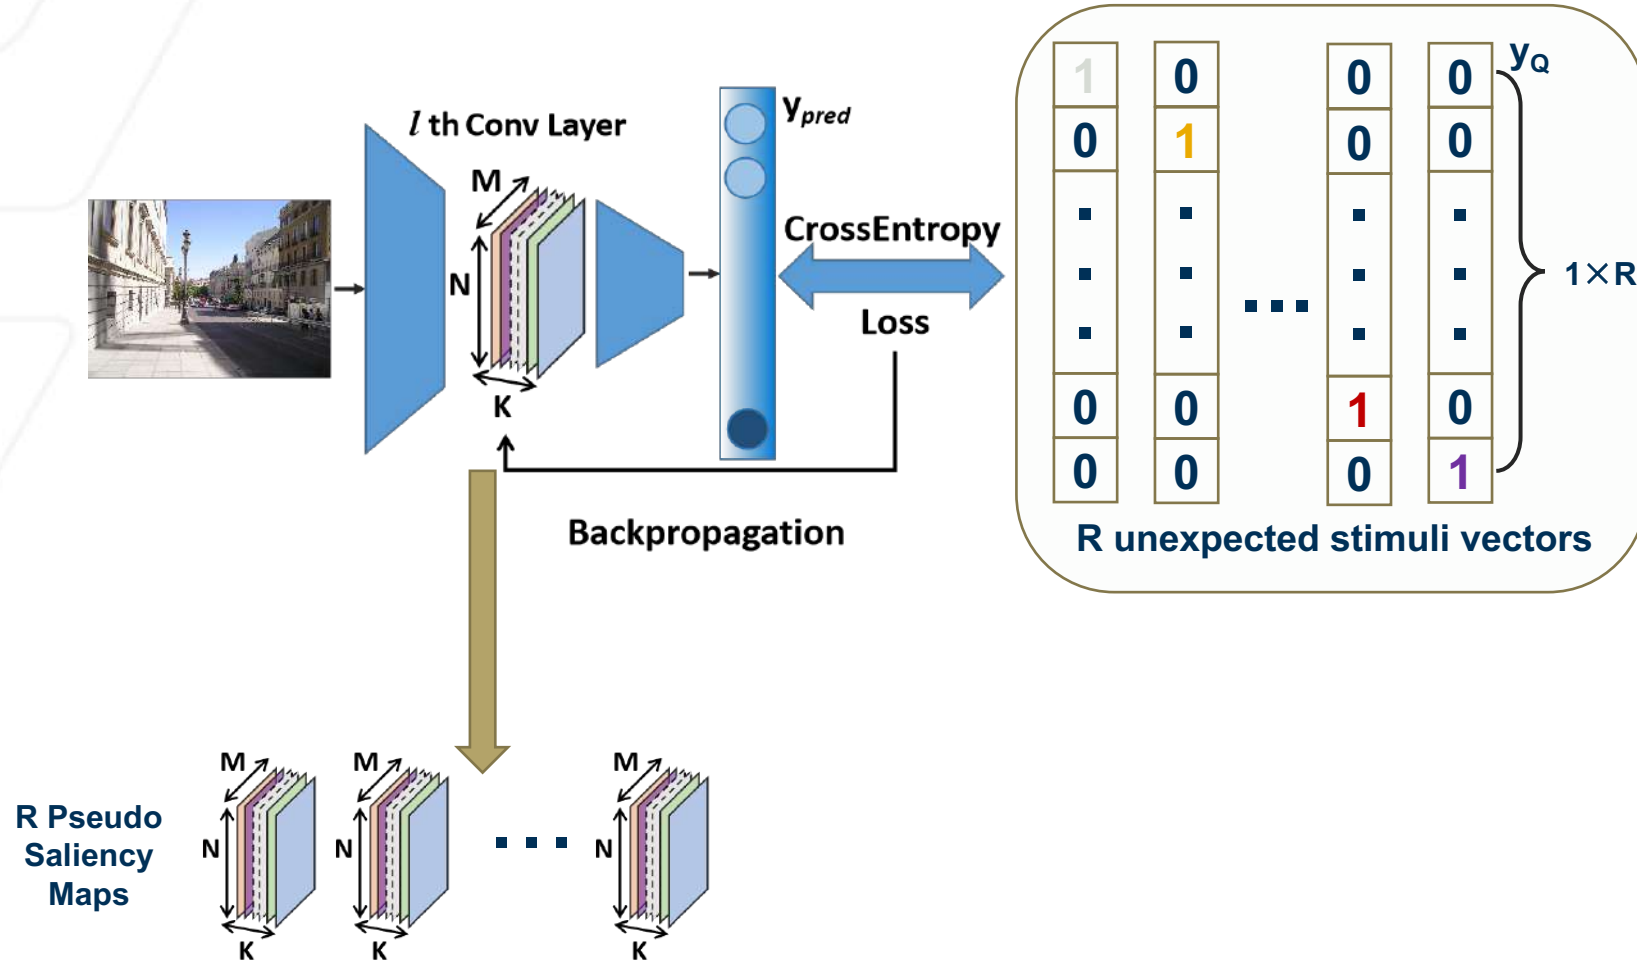 l th Conv Layer
M
N
K
y_pred
CrossEntropy
Loss
Backpropagation
1 0 0 0
0 1 0 0
0 0 1 0
0 0 0 1
y_Q
1×R
R unexpected stimuli vectors
R Pseudo
Saliency
Maps
M
N
K
M
N
K
M
N
K